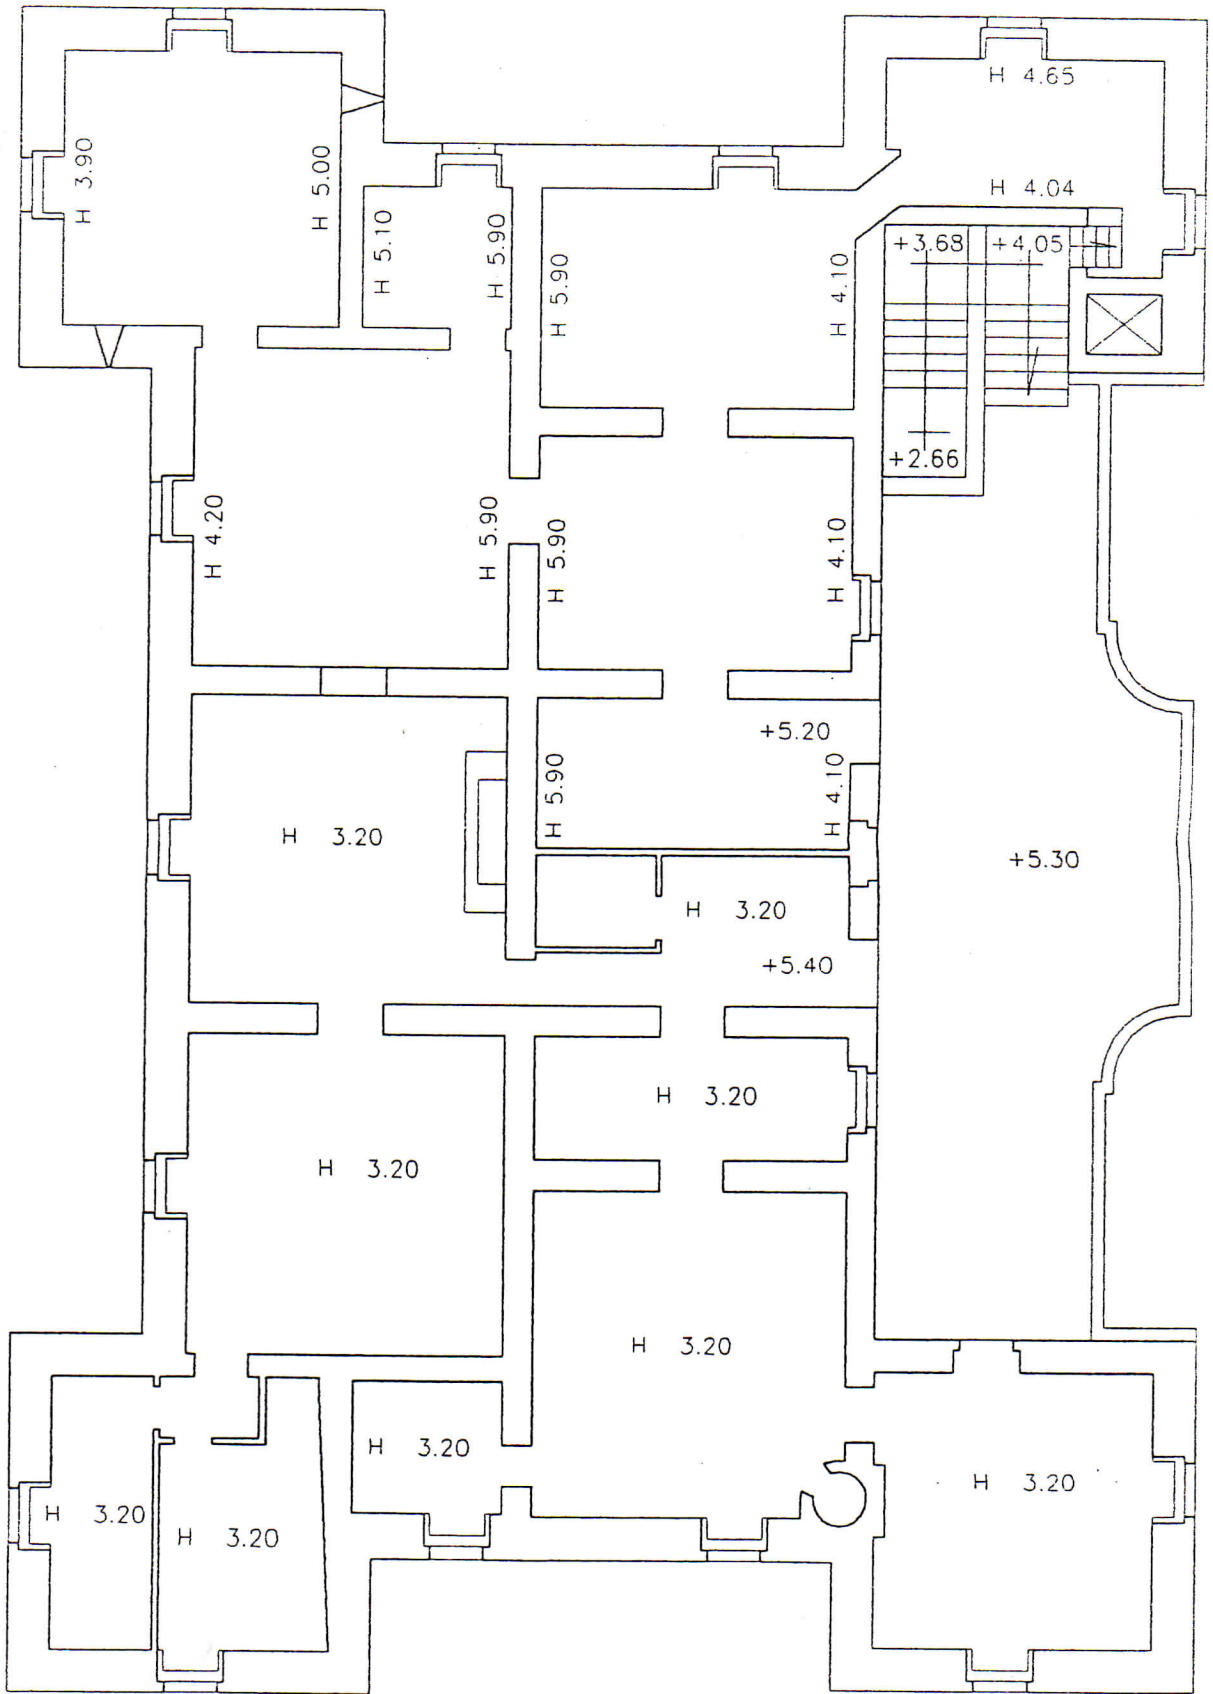 H 4.65
H 3.90
H 5.00
H 4.04
H 5.10
H 5.90
H 5.90
H 4.10
+3.68
+4.05
+2.66
H 4.20
H 5.90
H 5.90
H 4.10
+5.20
H 5.90
H 4.10
H 3.20
+5.30
H 3.20
+5.40
H 3.20
H 3.20
H 3.20
H 3.20
H 3.20
H 3.20
H 3.20